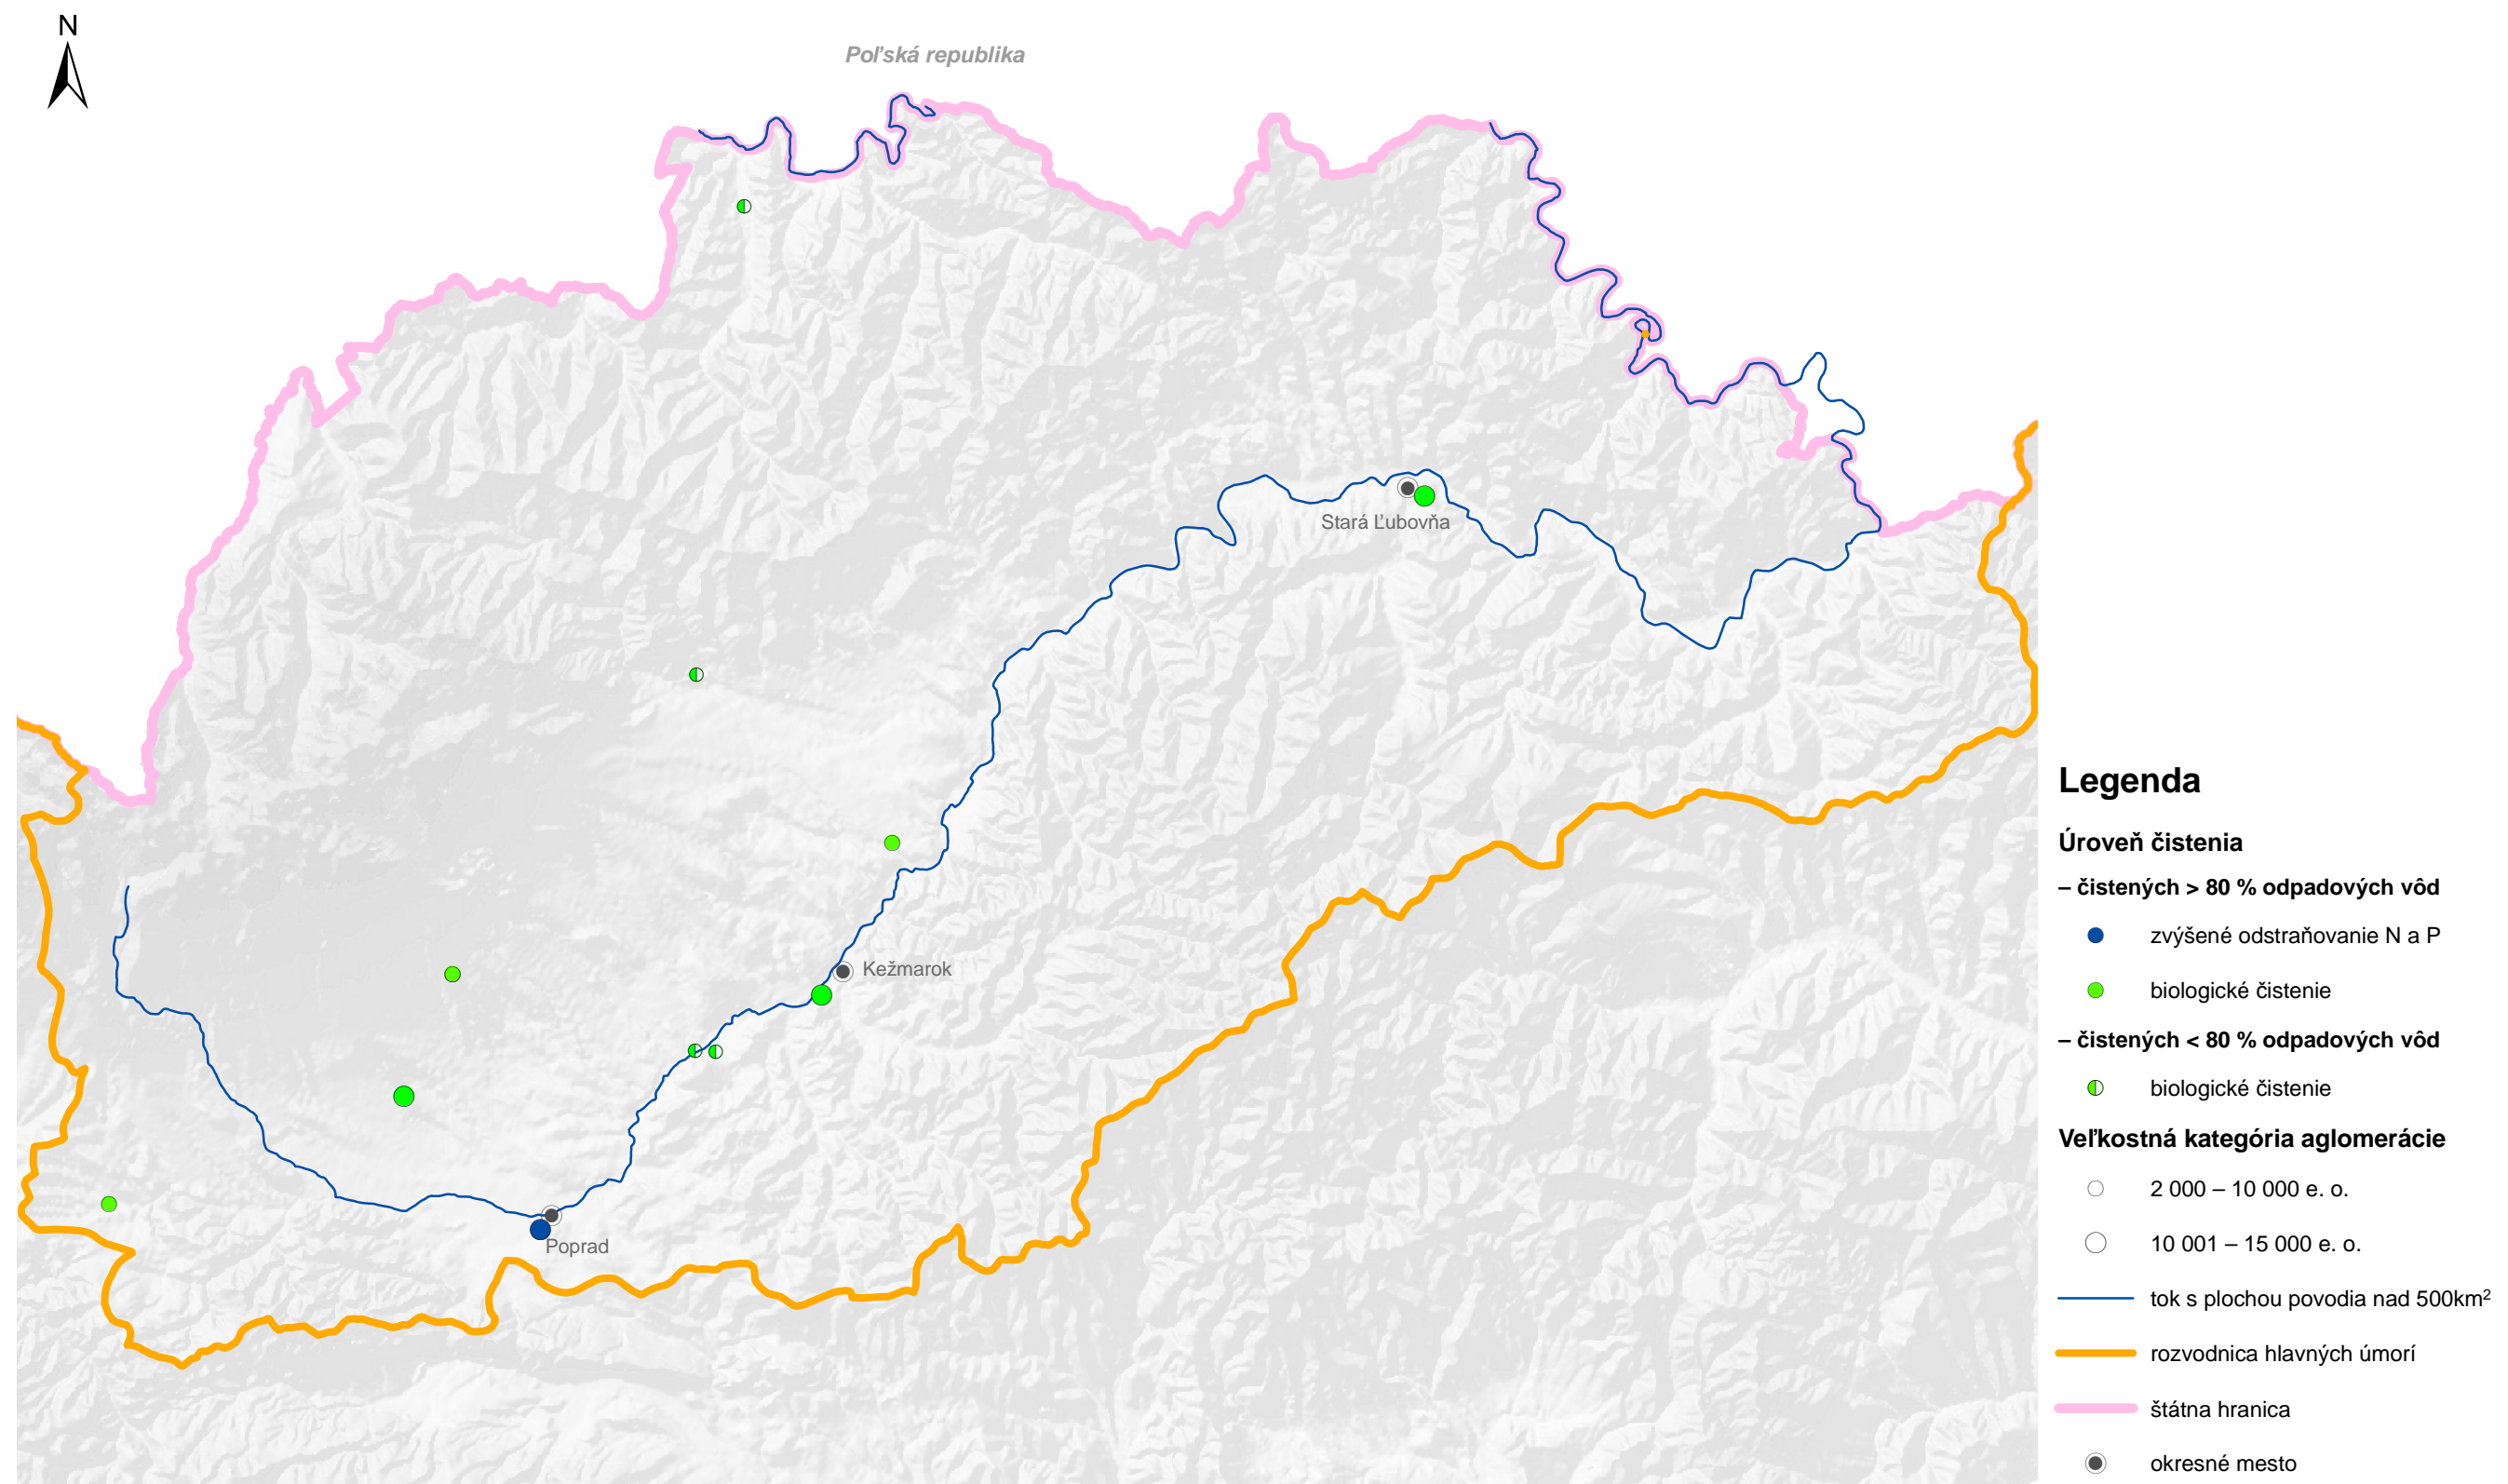 N
Poľská republika
Stará Ľubovňa
Kežmarok
Poprad
Legenda
Úroveň čistenia
– čistených > 80 % odpadových vôd
zvýšené odstraňovanie N a P
biologické čistenie
– čistených < 80 % odpadových vôd
biologické čistenie
Veľkostná kategória aglomerácie
2 000 – 10 000 e. o.
10 001 – 15 000 e. o.
tok s plochou povodia nad 500km²
rozvodnica hlavných úmorí
štátna hranica
okresné mesto